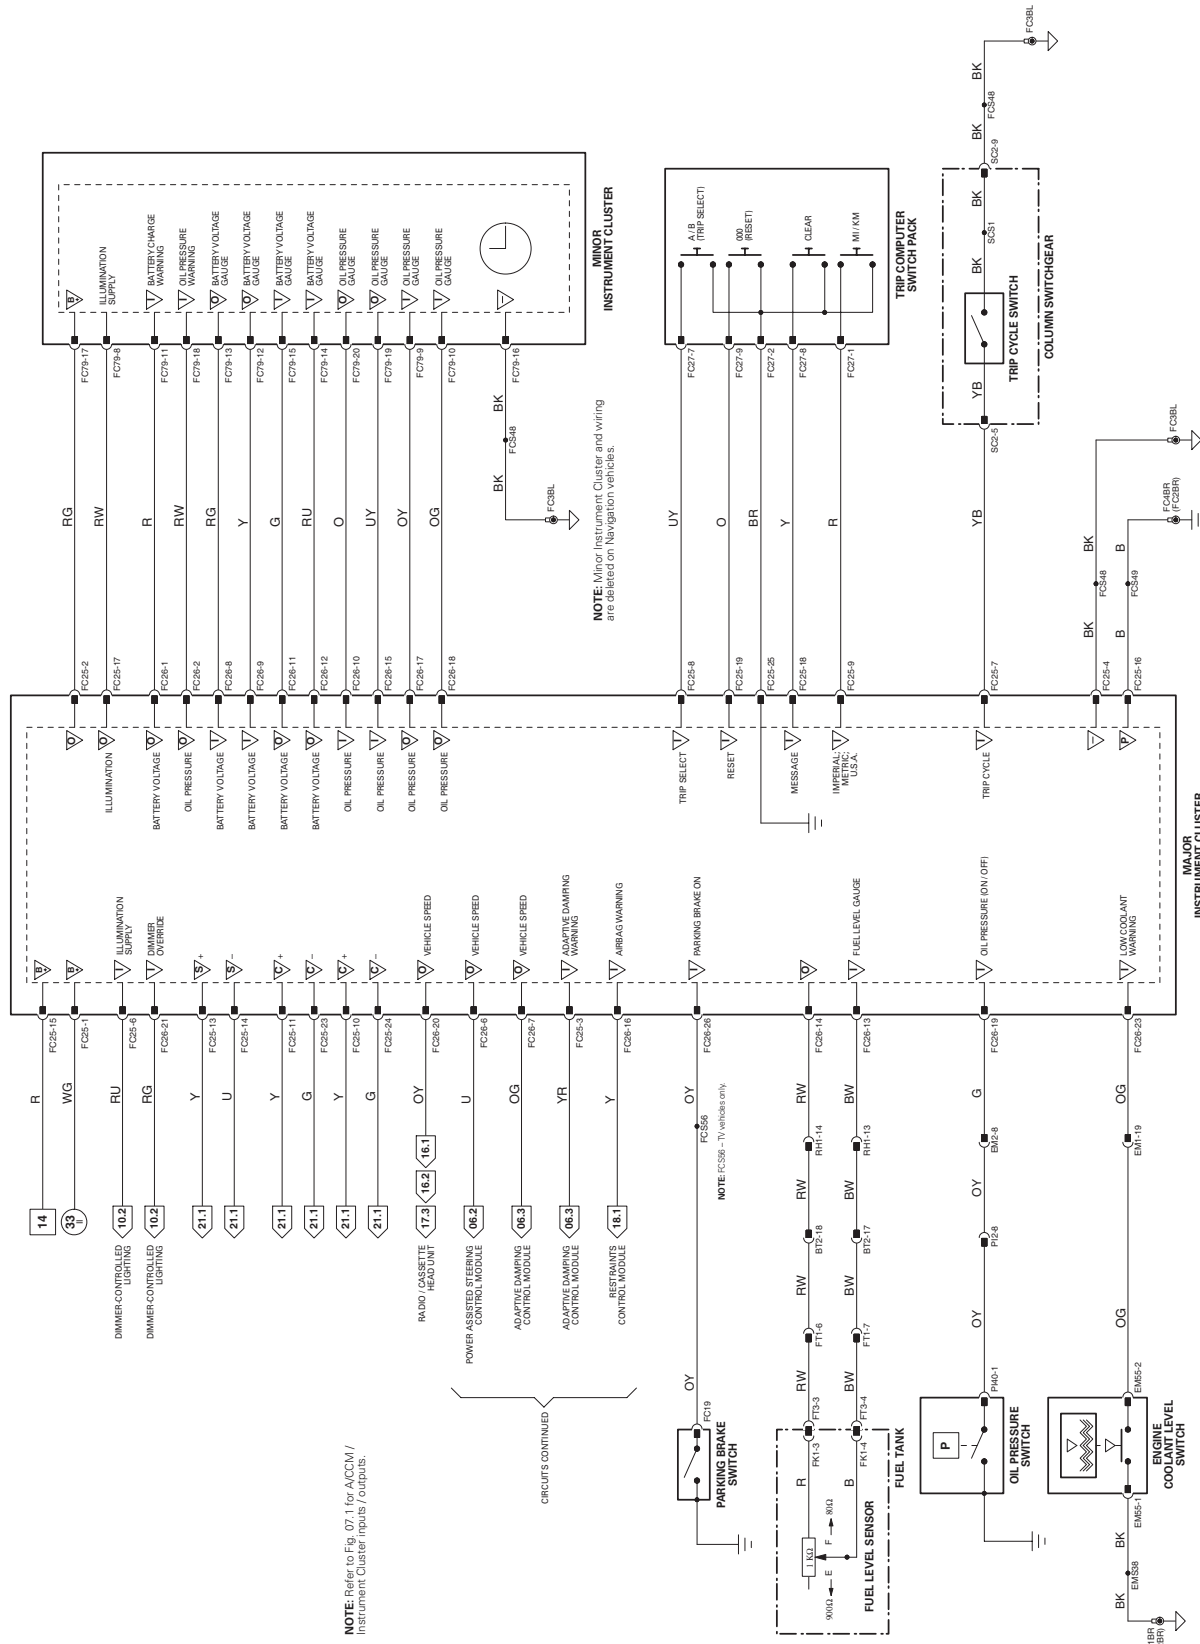 NOTE: Refer to Fig. 07.1 for A/CCM /
Instrument Cluster inputs / outputs.
14
R
FC25-15
B+
33
II
WG
FC25-1
B+
DIMMER-CONTROLLED
LIGHTING
10.2
RU
FC25-6
I
ILLUMINATION
SUPPLY
DIMMER-CONTROLLED
LIGHTING
10.2
RG
FC26-21
I
DIMMER
OVERRIDE
21.1
Y
FC25-13
S
+
21.1
U
FC25-14
S
–
21.1
Y
FC25-11
C
+
21.1
G
FC25-23
C
–
21.1
Y
FC25-10
C
+
21.1
G
FC25-24
C
–
RADIO / CASSETTE
HEAD UNIT
17.3
16.2
16.1
OY
FC26-20
O
VEHICLE SPEED
POWER ASSISTED STEERING
CONTROL MODULE
06.2
U
FC26-6
O
VEHICLE SPEED
ADAPTIVE DAMPING
CONTROL MODULE
06.3
OG
FC26-7
O
VEHICLE SPEED
ADAPTIVE DAMPING
CONTROL MODULE
06.3
YR
FC25-3
I
ADAPTIVE DAMPING
WARNING
RESTRAINTS
CONTROL MODULE
18.1
Y
FC26-16
I
AIRBAG WARNING
CIRCUITS CONTINUED
PARKING BRAKE
SWITCH
FC19
OY
FCS56
OY
FC26-26
I
PARKING BRAKE ON
NOTE: FCS56 – TV vehicles only.
FUEL LEVEL SENSOR
900Ω
E
F
80Ω
1 KΩ
R
FK1-3
FT3-3
RW
FT1-6
RW
BT2-18
RW
RH1-14
RW
FC26-14
O
B
FK1-4
FT3-4
BW
FT1-7
BW
BT2-17
BW
RH1-13
BW
FC26-13
I
FUEL LEVEL GAUGE
FUEL TANK
P
OIL PRESSURE
SWITCH
PI40-1
OY
PI2-8
OY
EM2-8
G
FC26-19
I
OIL PRESSURE (ON / OFF)
BK
EMS38
BK
EM55-1
ENGINE
COOLANT LEVEL
SWITCH
EM55-2
OG
EM1-19
OG
FC26-23
I
LOW COOLANT
WARNING
MAJOR
INSTRUMENT CLUSTER
O
FC25-2
RG
FC79-17
B+
ILLUMINATION
O
FC25-17
RW
FC79-8
ILLUMINATION
SUPPLY
BATTERY VOLTAGE
O
FC26-1
R
FC79-11
I
BATTERY CHARGE
WARNING
OIL PRESSURE
O
FC26-2
RW
FC79-18
I
OIL PRESSURE
WARNING
BATTERY VOLTAGE
I
FC26-8
RG
FC79-13
O
BATTERY VOLTAGE
GAUGE
BATTERY VOLTAGE
I
FC26-9
Y
FC79-12
O
BATTERY VOLTAGE
GAUGE
BATTERY VOLTAGE
O
FC26-11
G
FC79-15
I
BATTERY VOLTAGE
GAUGE
BATTERY VOLTAGE
O
FC26-12
RU
FC79-14
I
BATTERY VOLTAGE
GAUGE
OIL PRESSURE
I
FC26-10
O
FC79-20
O
OIL PRESSURE
GAUGE
OIL PRESSURE
I
FC26-15
UY
FC79-19
O
OIL PRESSURE
GAUGE
OIL PRESSURE
O
FC26-17
OY
FC79-9
I
OIL PRESSURE
GAUGE
OIL PRESSURE
O
FC26-18
OG
FC79-10
I
OIL PRESSURE
GAUGE
FC3BL
BK
FCS48
BK
FC79-16
–
MINOR
INSTRUMENT CLUSTER
NOTE: Minor Instrument Cluster and wiring
are deleted on Navigation vehicles.
TRIP SELECT
I
FC25-8
UY
FC27-7
A / B
(TRIP SELECT)
RESET
I
FC25-19
O
FC27-9
000
(RESET)
FC25-25
BR
FC27-2
MESSAGE
I
FC25-18
Y
FC27-8
CLEAR
IMPERIAL;
METRIC;
U.S.A.
I
FC25-9
R
FC27-1
MI / KM
TRIP COMPUTER
SWITCH PACK
TRIP CYCLE
I
FC25-7
YB
SC2-5
YB
TRIP CYCLE SWITCH
BK
SCS1
BK
SC2-9
BK
FCS48
BK
FC3BL
COLUMN SWITCHGEAR
–
FC25-4
BK
FCS48
BK
FC3BL
P
FC25-16
B
FCS49
B
FC4BR
(FC2BR)